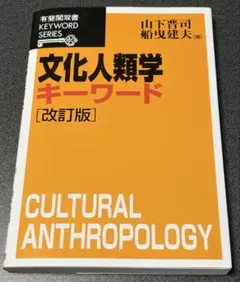 有斐閣双書
KEYWORD
SERIES
山下晋司
船曳建夫 編
文化人類学
キーワード
[改訂版]
CULTURAL
ANTHROPOLOGY